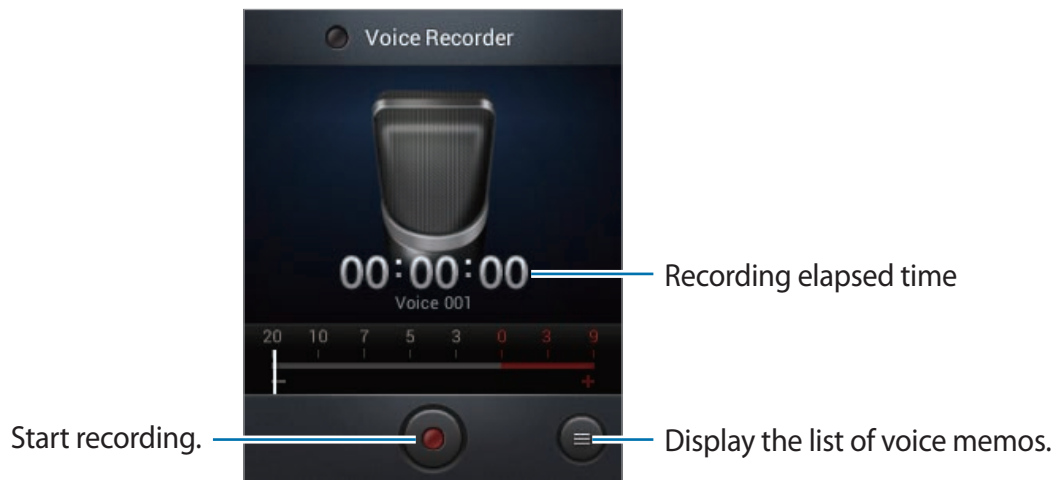 Voice Recorder
00:00:00
Recording elapsed time
Voice 001
20 10 7 5 3 0 3 9
- +
Start recording.
Display the list of voice memos.